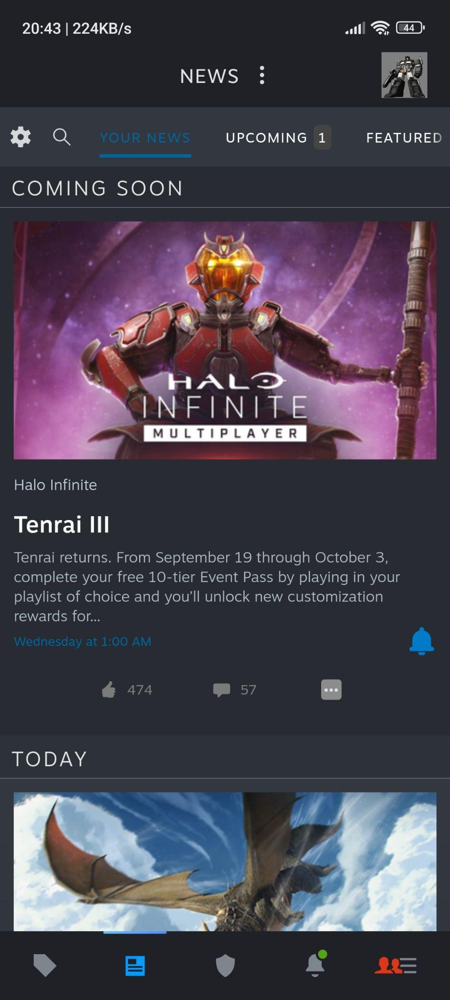 20:43 | 224KB/s
44
NEWS
YOUR NEWS
UPCOMING 1
FEATURED
COMING SOON
HALO
INFINITE
MULTIPLAYER
Halo Infinite
Tenrai III
Tenrai returns. From September 19 through October 3,
complete your free 10-tier Event Pass by playing in your
playlist of choice and you’ll unlock new customization
rewards for...
Wednesday at 1:00 AM
474
57
TODAY